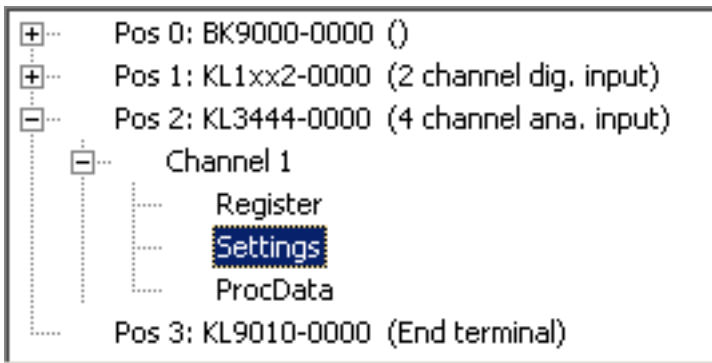 Pos 0: BK9000-0000 ()
Pos 1: KL1xx2-0000 (2 channel dig. input)
Pos 2: KL3444-0000 (4 channel ana. input)
Channel 1
Register
Settings
ProcData
Pos 3: KL9010-0000 (End terminal)